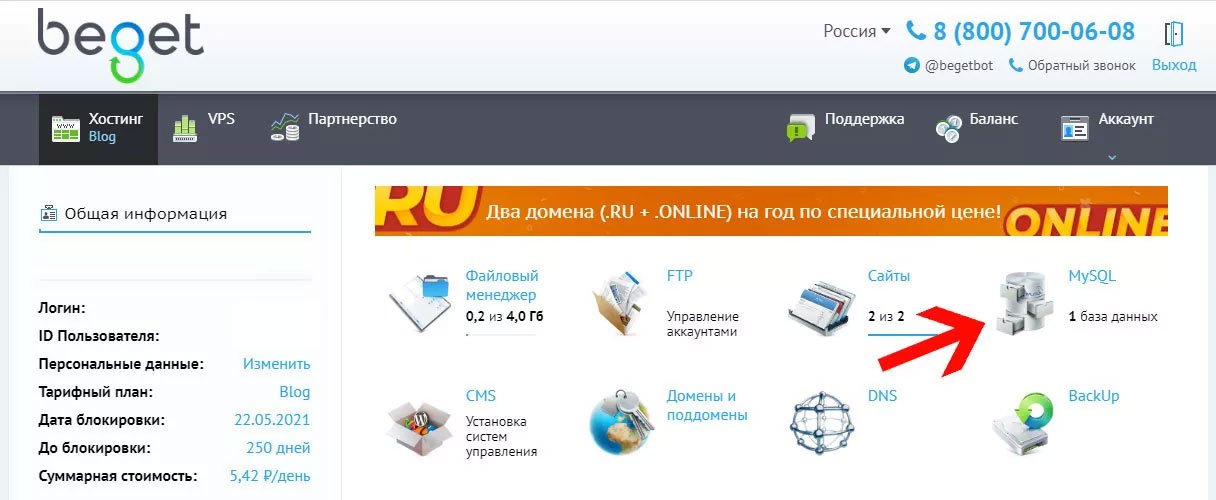 beget
Россия 8 (800) 700-06-08
@begetbot Обратный звонок Выход
Хостинг
Blog
VPS
Партнерство
Поддержка
Баланс
Аккаунт
Общая информация
Логин:
ID Пользователя:
Персональные данные: Изменить
Тарифный план: Blog
Дата блокировки: 22.05.2021
До блокировки: 250 дней
Суммарная стоимость: 5,42 ₽/день
RU Два домена (.RU + .ONLINE) на год по специальной цене! ONLINE
Файловый
менеджер
0,2 из 4,0 Гб
FTP
Управление
аккаунтами
Сайты
2 из 2
MySQL
1 база данных
CMS
Установка
систем
управления
Домены и
поддомены
DNS
BackUp